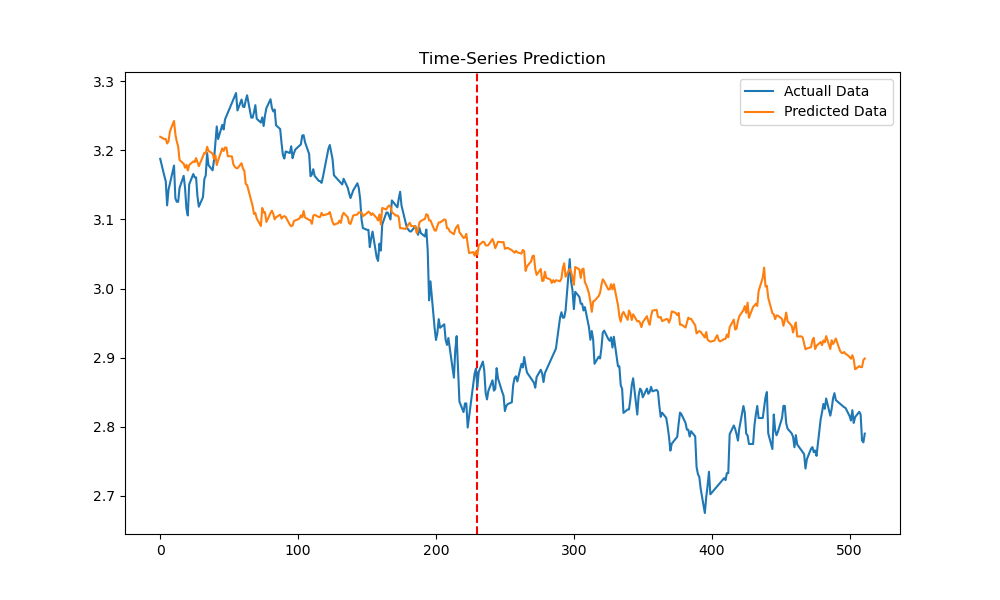 Time-Series Prediction
Actuall Data
Predicted Data
3.3
3.2
3.1
3.0
2.9
2.8
2.7
0 100 200 300 400 500